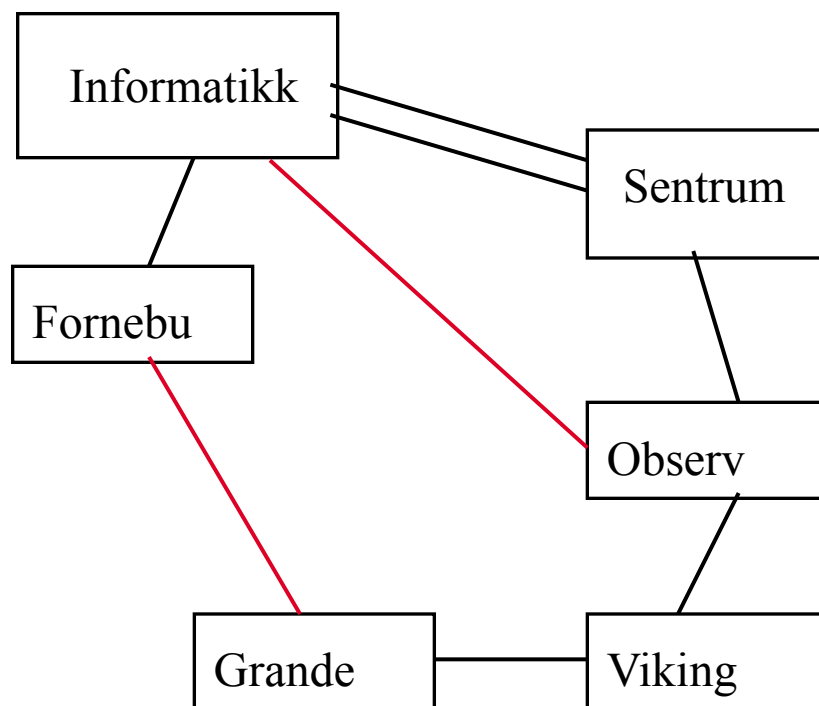 Informatikk
Sentrum
Fornebu
Observ
Grande
Viking